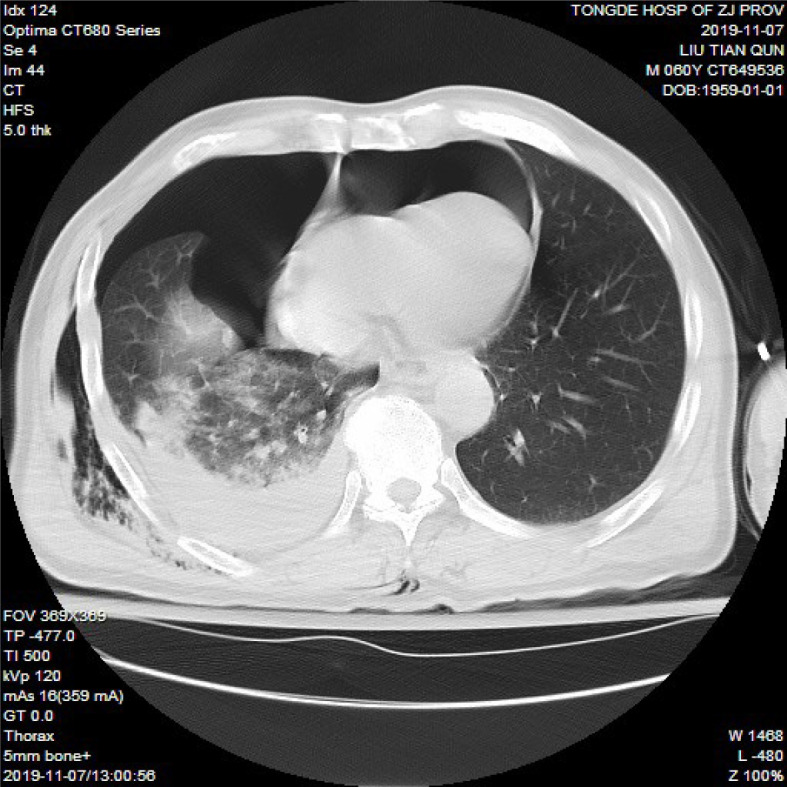 Idx 124
Optima CT680 Series
Se 4
Im 44
CT
HFS
5.0 thk
TONGDE HOSP OF ZJ PROV
2019-11-07
LIU TIAN QUN
M 060Y CT649536
DOB:1959-01-01
FOV 369X369
TP -477.0
TI 500
kVp 120
mAs 16(359 mA)
GT 0.0
Thorax
5mm bone+
2019-11-07/13:00:56
W 1468
L -480
Z 100%